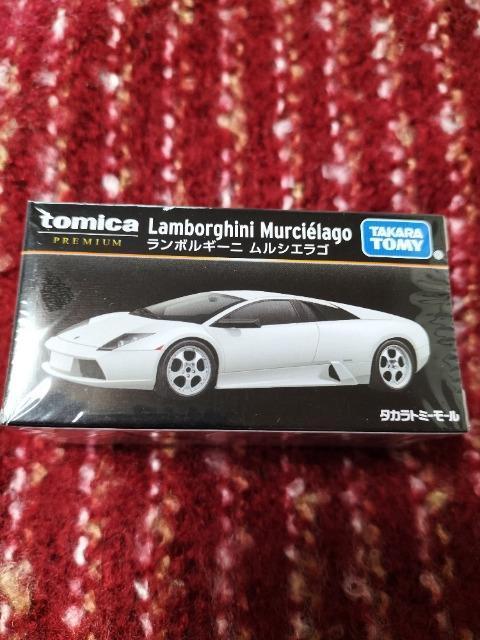 tomica Lamborghini Murciélago
PREMIUM ランボルギーニ ムルシエラゴ
TAKARA
TOMY
®
タカラトミーモール